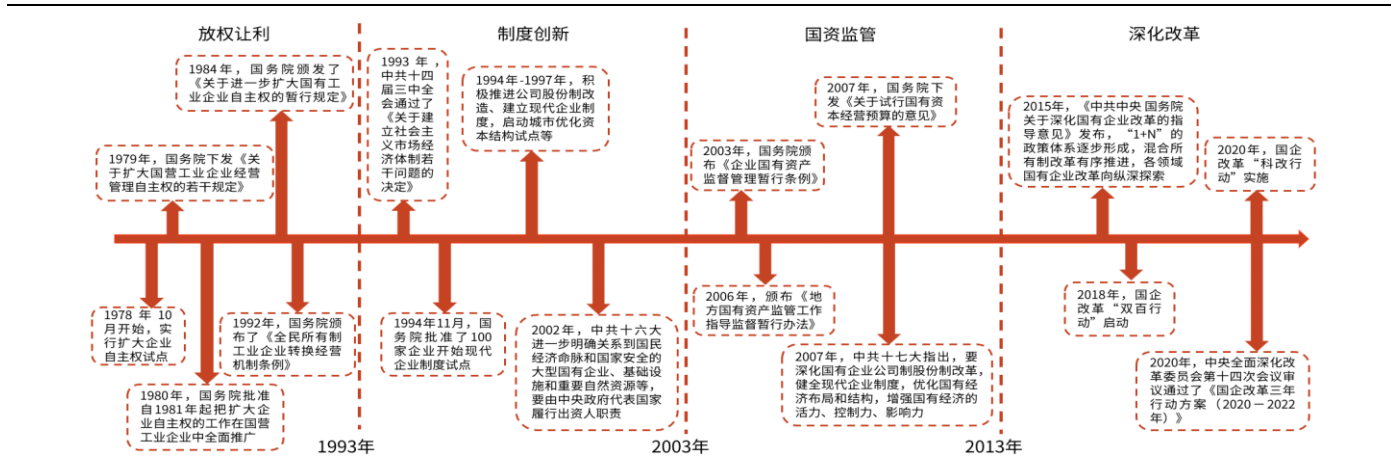 放权让利
制度创新
国资监管
深化改革
1984年，国务院颁发了
《关于进一步扩大国有工
业企业自主权的暂行规定》
1979年，国务院下发《关
于扩大国营工业企业经营
管理自主权的若干规定》
1978 年 10
月开始，实
行扩大企业
自主权试点
1980年，国务院批准
自1981年起把扩大企
业自主权的工作在国营
工业企业中全面推广
1992年，国务院颁
布了《全民所有制
工业企业转换经营
机制条例》
1993年
1993 年，
中共十四
届三中全
会通过了
《关于建
立社会主
义市场经
济体制若
干问题的
决定》
1994年-1997年，积
极推进公司股份制改
造、建立现代企业制
度，启动城市优化资
本结构试点等
1994年11月，国
务院批准了100
家企业开始现代
企业制度试点
2002年，中共十六大
进一步明确关系到国民
经济命脉和国家安全的
大型国有企业、基础设
施和重要自然资源等，
要由中央政府代表国家
履行出资人职责
2003年
2003年，国务院颁
布《企业国有资产
监督管理暂行条例》
2007年，国务院下
发《关于试行国有资
本经营预算的意见》
2006年，颁布《地
方国有资产监管工作
指导监督暂行办法》
2007年，中共十七大指出，要
深化国有企业公司制股份制改革，
健全现代企业制度，优化国有经
济布局和结构，增强国有经济的
活力、控制力、影响力
2013年
2015年，《中共中央 国务院
关于深化国有企业改革的指
导意见》发布，“1+N”的
政策体系逐步形成，混合所
有制改革有序推进，各领域
国有企业改革向纵深探索
2020年，国企
改革“科改行
动”实施
2018年，国企
改革“双百行
动”启动
2020年，中央全面深化改
革委员会第十四次会议审
议通过了《国企改革三年
行动方案（2020－2022
年）》